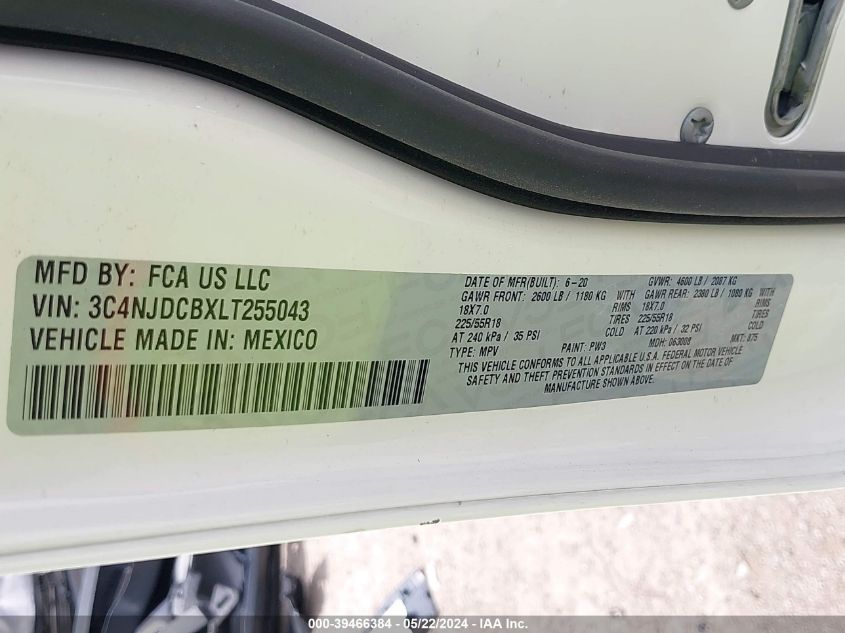 MFD BY: FCA US LLC
VIN: 3C4NJDCBXLT255043
VEHICLE MADE IN: MEXICO
DATE OF MFR(BUILT): 6-20 GVWR: 4600 LB / 2087 KG
GAWR FRONT: 2600 LB / 1180 KG WITH GAWR REAR: 2380 LB / 1080 KG WITH
18X7.0 RIMS 18X7.0 RIMS
225/55R18 TIRES 225/55R18 TIRES
AT 240 kPa / 35 PSI COLD AT 220 kPa / 32 PSI COLD
TYPE: MPV PAINT: PW3 MDH: 063008 MKT: 875
THIS VEHICLE CONFORMS TO ALL APPLICABLE U.S.A. FEDERAL MOTOR VEHICLE
SAFETY AND THEFT PREVENTION STANDARDS IN EFFECT ON THE DATE OF
MANUFACTURE SHOWN ABOVE.
000-39466384 - 05/22/2024 - IAA Inc.